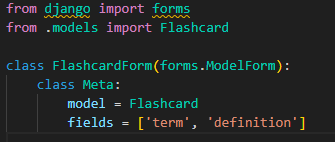 from django import forms
from .models import Flashcard

class FlashcardForm(forms.ModelForm):
    class Meta:
        model = Flashcard
        fields = ['term', 'definition']